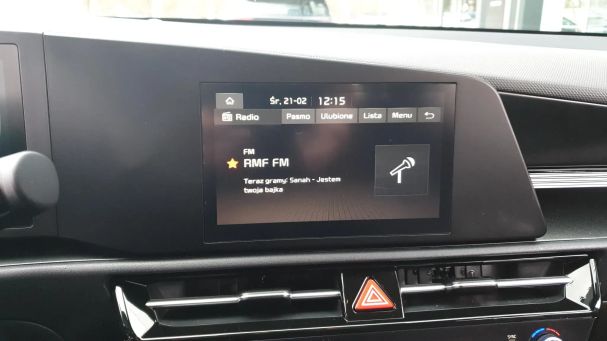 Śr, 21-02 12:15
Radio Pasmo Ulubione Lista Menu
FM
RMF FM
Teraz gramy: Sanah - Jestem
twoja bajka
SYNC